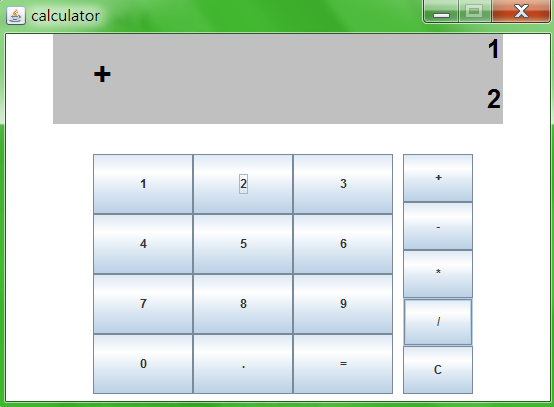 calculator
1
+
2
1 2 3 +
4 5 6 -
7 8 9 *
/
0 . = C